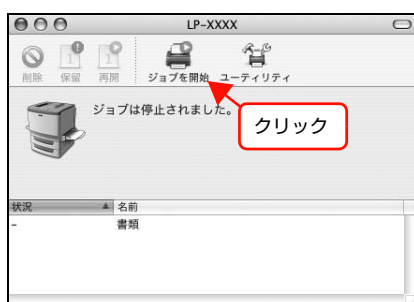 LP-XXXX
削除 保留 再開 ジョブを開始 ユーティリティ
ジョブは停止されました。
クリック
状況 名前
- 書類